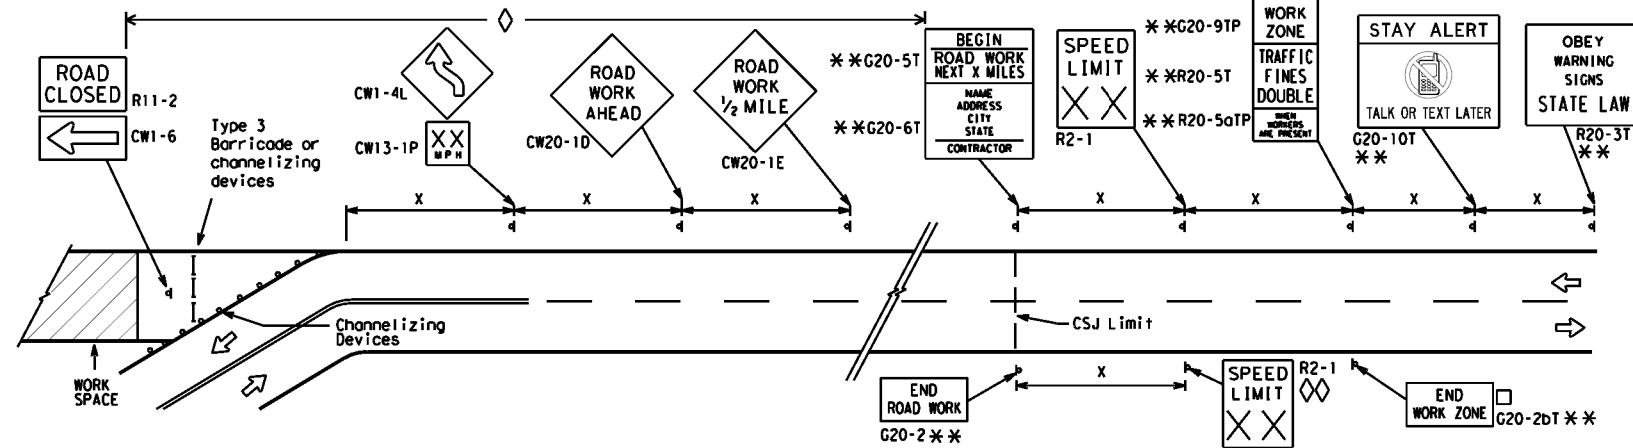 ROAD
CLOSED
R11-2
CW1-6
Type 3
Barricade or
channelizing
devices
CW1-4L
XX
MPH
CW13-1P
ROAD
WORK
AHEAD
CW20-1D
ROAD
WORK
1/2 MILE
CW20-1E
**G20-5T
BEGIN
ROAD WORK
NEXT X MILES
**G20-6T
NAME
ADDRESS
CITY
STATE
CONTRACTOR
SPEED
LIMIT
XX
R2-1
**G20-9TP
WORK
ZONE
**R20-5T
TRAFFIC
FINES
DOUBLE
**R20-5aTP
WHEN
WORKERS
ARE PRESENT
STAY ALERT
TALK OR TEXT LATER
G20-10T
**
OBEY
WARNING
SIGNS
STATE LAW
R20-3T
**
X
X
X
X
X
X
X
Channelizing
Devices
CSJ Limit
WORK
SPACE
END
ROAD WORK
G20-2**
X
SPEED
LIMIT
XX
R2-1
END
WORK ZONE
G20-2bT**